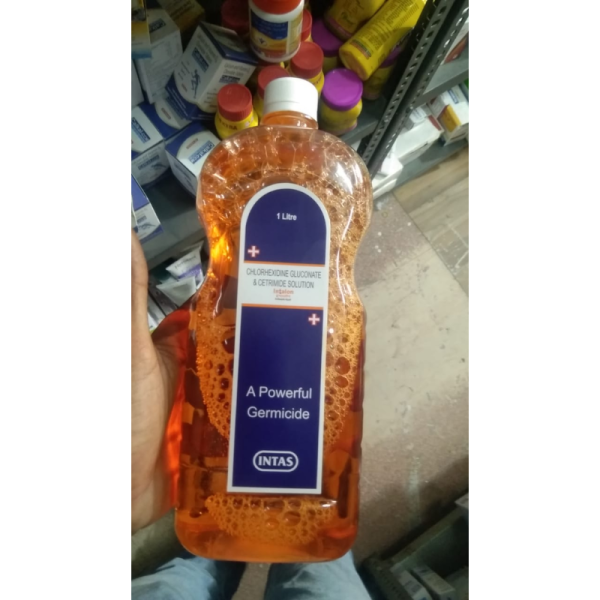 1 Litre
CHLORHEXIDINE GLUCONATE
& CETRIMIDE SOLUTION
A Powerful
Germicide
INTAS